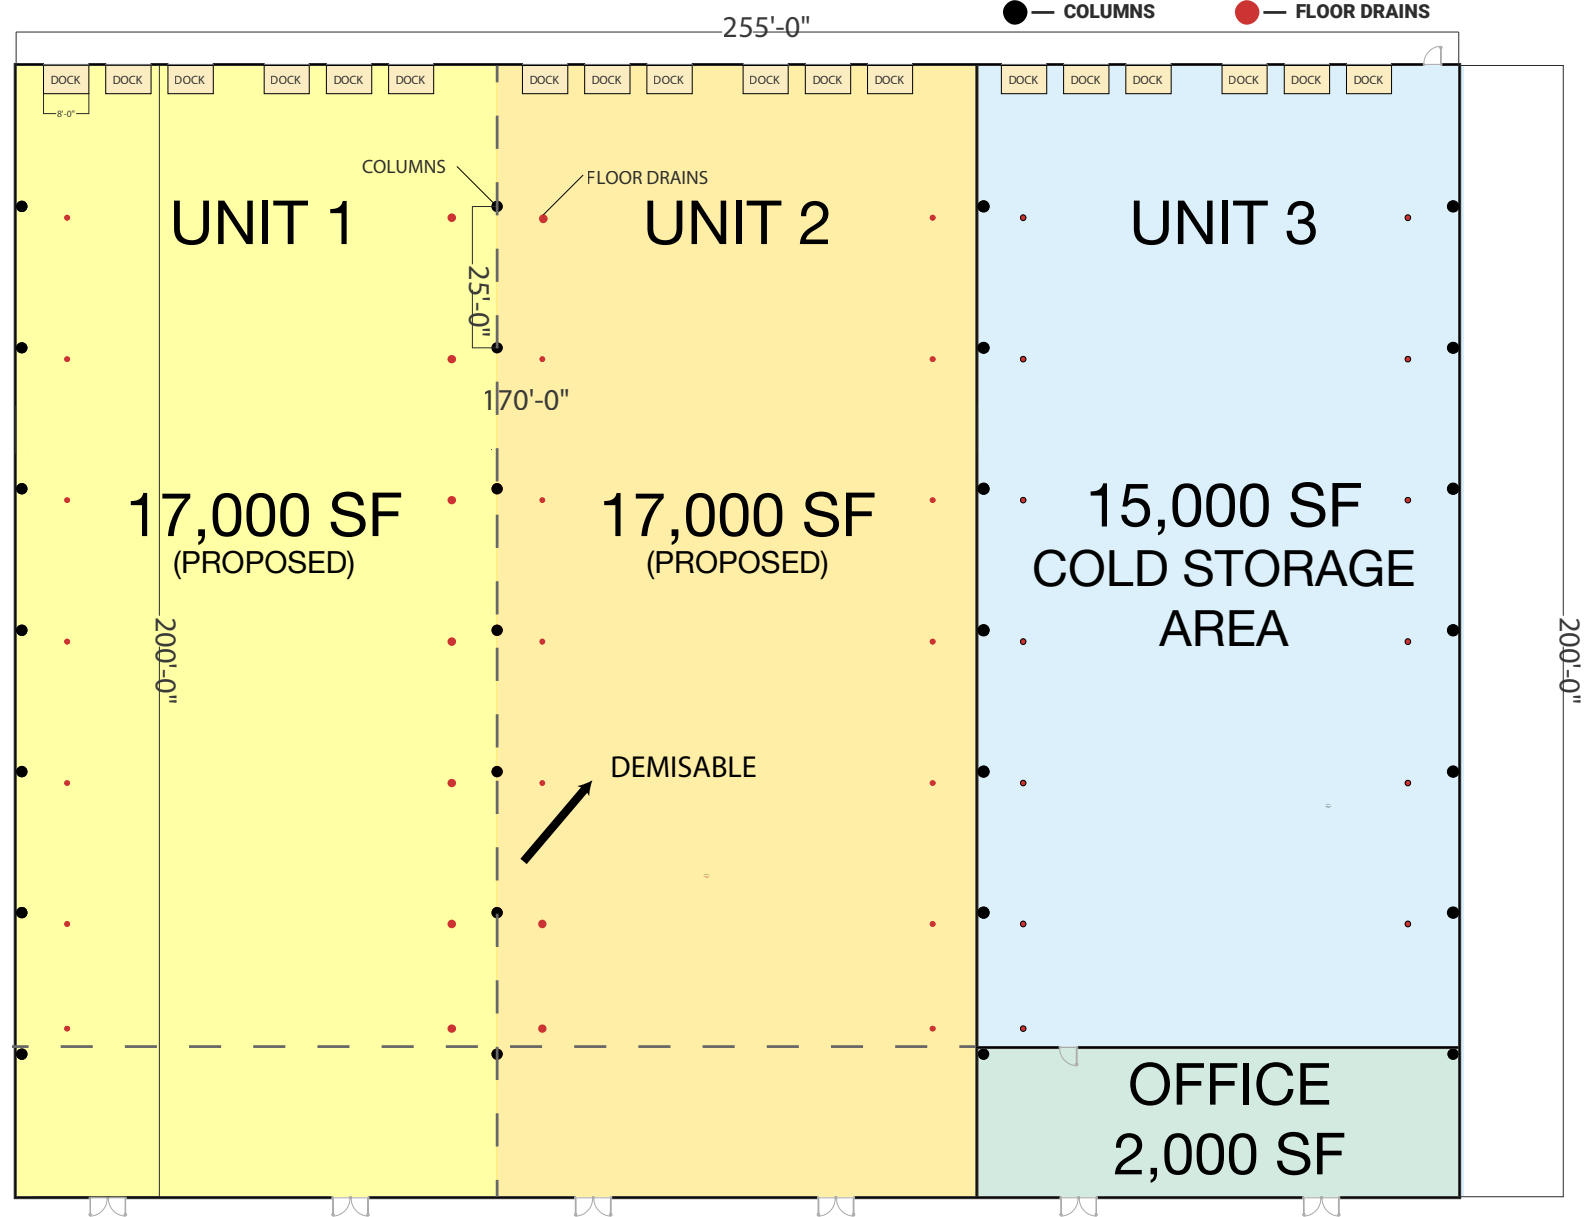 COLUMNS
FLOOR DRAINS
255'-0"
DOCK DOCK DOCK DOCK DOCK DOCK DOCK DOCK DOCK DOCK DOCK DOCK DOCK DOCK DOCK DOCK DOCK DOCK
8'-0"
COLUMNS
FLOOR DRAINS
UNIT 1
UNIT 2
UNIT 3
25'-0"
170'-0"
17,000 SF
(PROPOSED)
17,000 SF
(PROPOSED)
15,000 SF
COLD STORAGE
AREA
200'-0"
200'-0"
DEMISABLE
OFFICE
2,000 SF